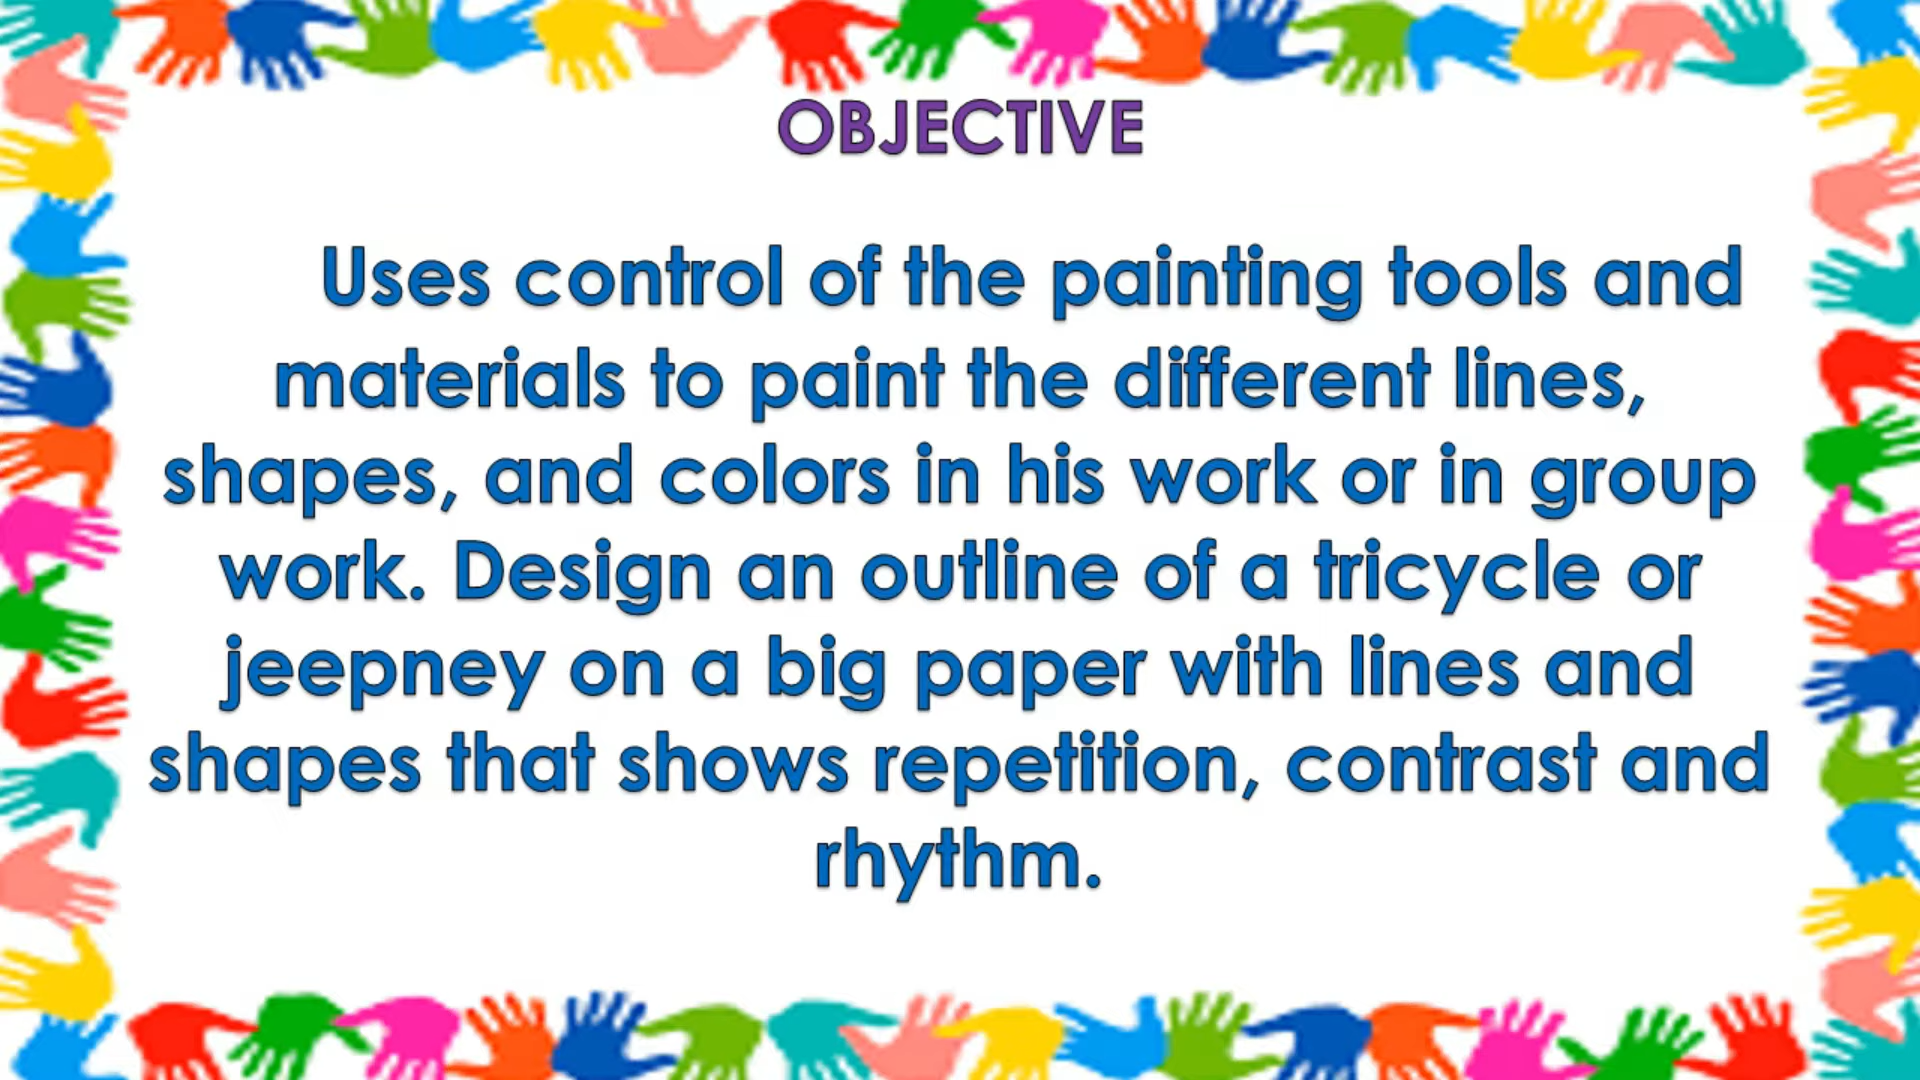 OBJECTIVE
Uses control of the painting tools and
materials to paint the different lines,
shapes, and colors in his work or in group
work. Design an outline of a tricycle or
jeepney on a big paper with lines and
shapes that shows repetition, contrast and
rhythm.